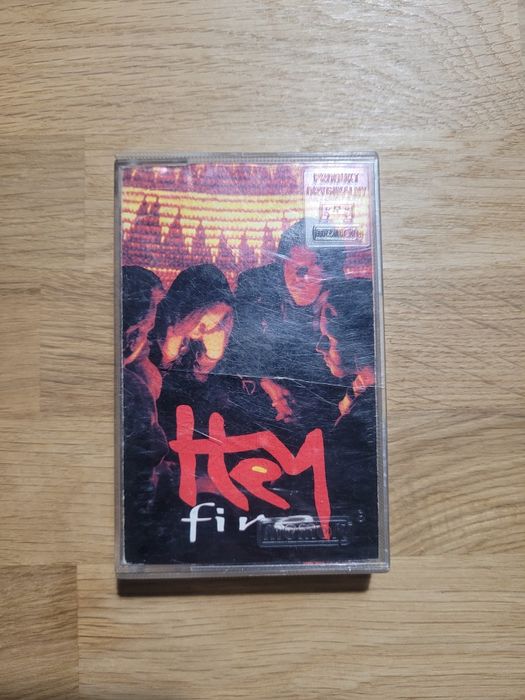 PRODUKT
ORYGINALNY
Hey
fire